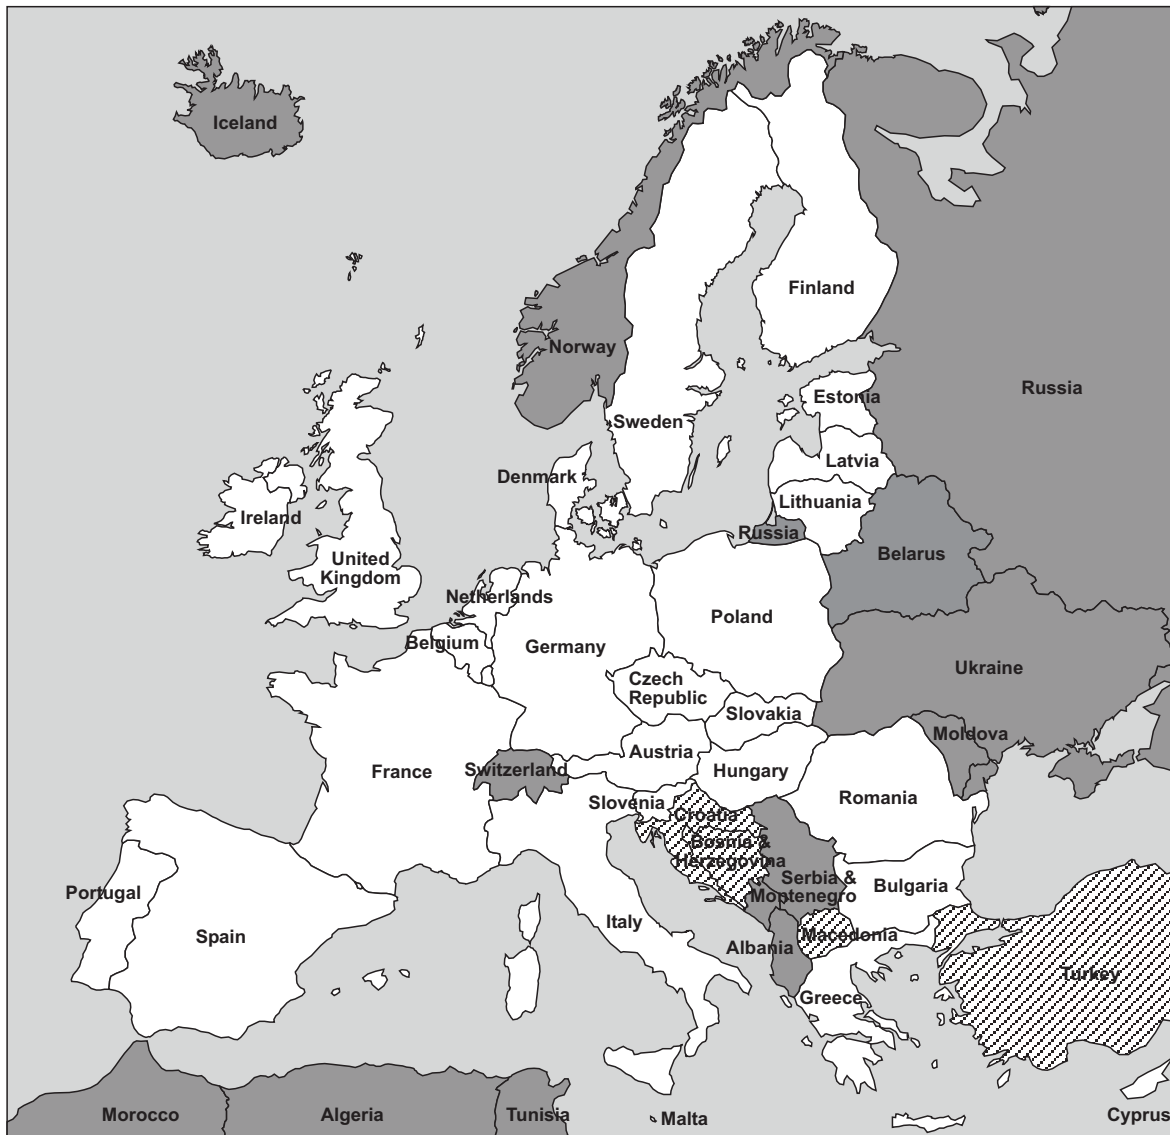 Iceland
Finland
Norway
Russia
Estonia
Sweden
Latvia
Denmark
Lithuania
Ireland
Russia
Belarus
United
Kingdom
Netherlands
Poland
Belgium
Germany
Ukraine
Czech
Republic
Slovakia
Moldova
Austria
France
Switzerland
Hungary
Romania
Slovenia
Croatia
Bosnia &
Herzegovina
Serbia &
Montenegro
Bulgaria
Portugal
Spain
Italy
Macedonia
Albania
Turkey
Greece
Morocco
Algeria
Tunisia
Malta
Cyprus